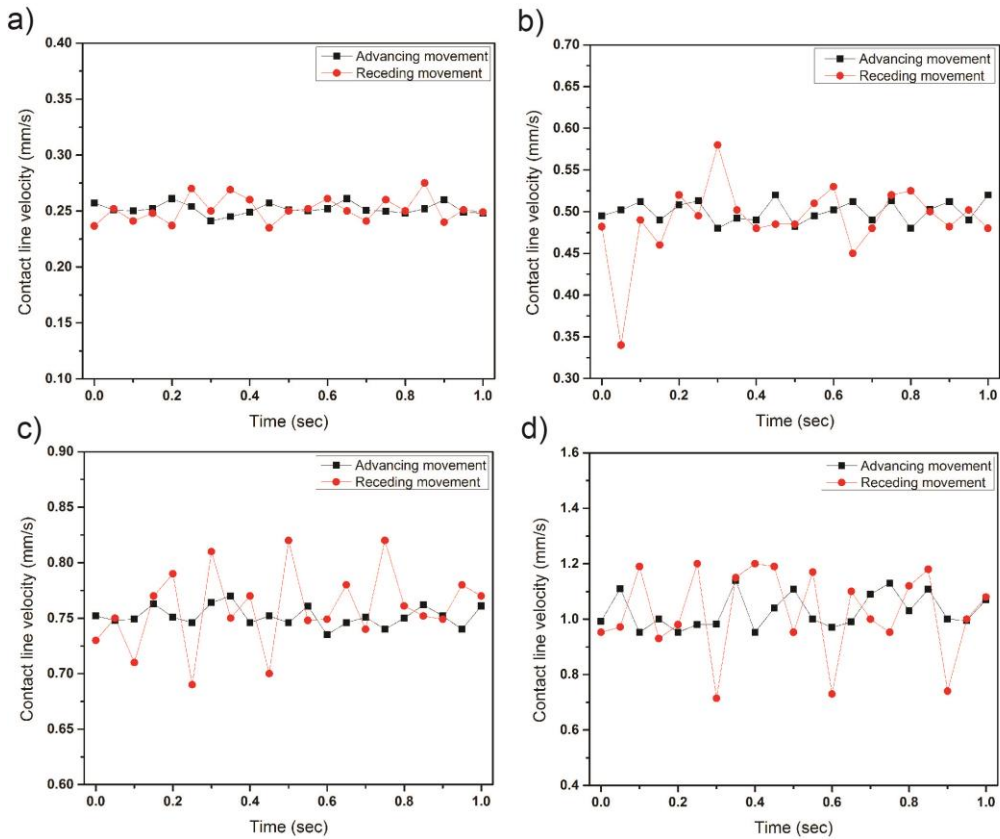 a)
0.40
0.35
0.30
0.25
0.20
0.15
0.10
Contact line velocity (mm/s)
Advancing movement
Receding movement
0.0 0.2 0.4 0.6 0.8 1.0
Time (sec)
b)
0.70
0.65
0.60
0.55
0.50
0.45
0.40
0.35
0.30
Contact line velocity (mm/s)
Advancing movement
Receding movement
0.0 0.2 0.4 0.6 0.8 1.0
Time (sec)
c)
0.90
0.85
0.80
0.75
0.70
0.65
0.60
Contact line velocity (mm/s)
Advancing movement
Receding movement
0.0 0.2 0.4 0.6 0.8 1.0
Time (sec)
d)
1.6
1.4
1.2
1.0
0.8
0.6
0.4
Contact line velocity (mm/s)
Advancing movement
Receding movement
0.0 0.2 0.4 0.6 0.8 1.0
Time (sec)